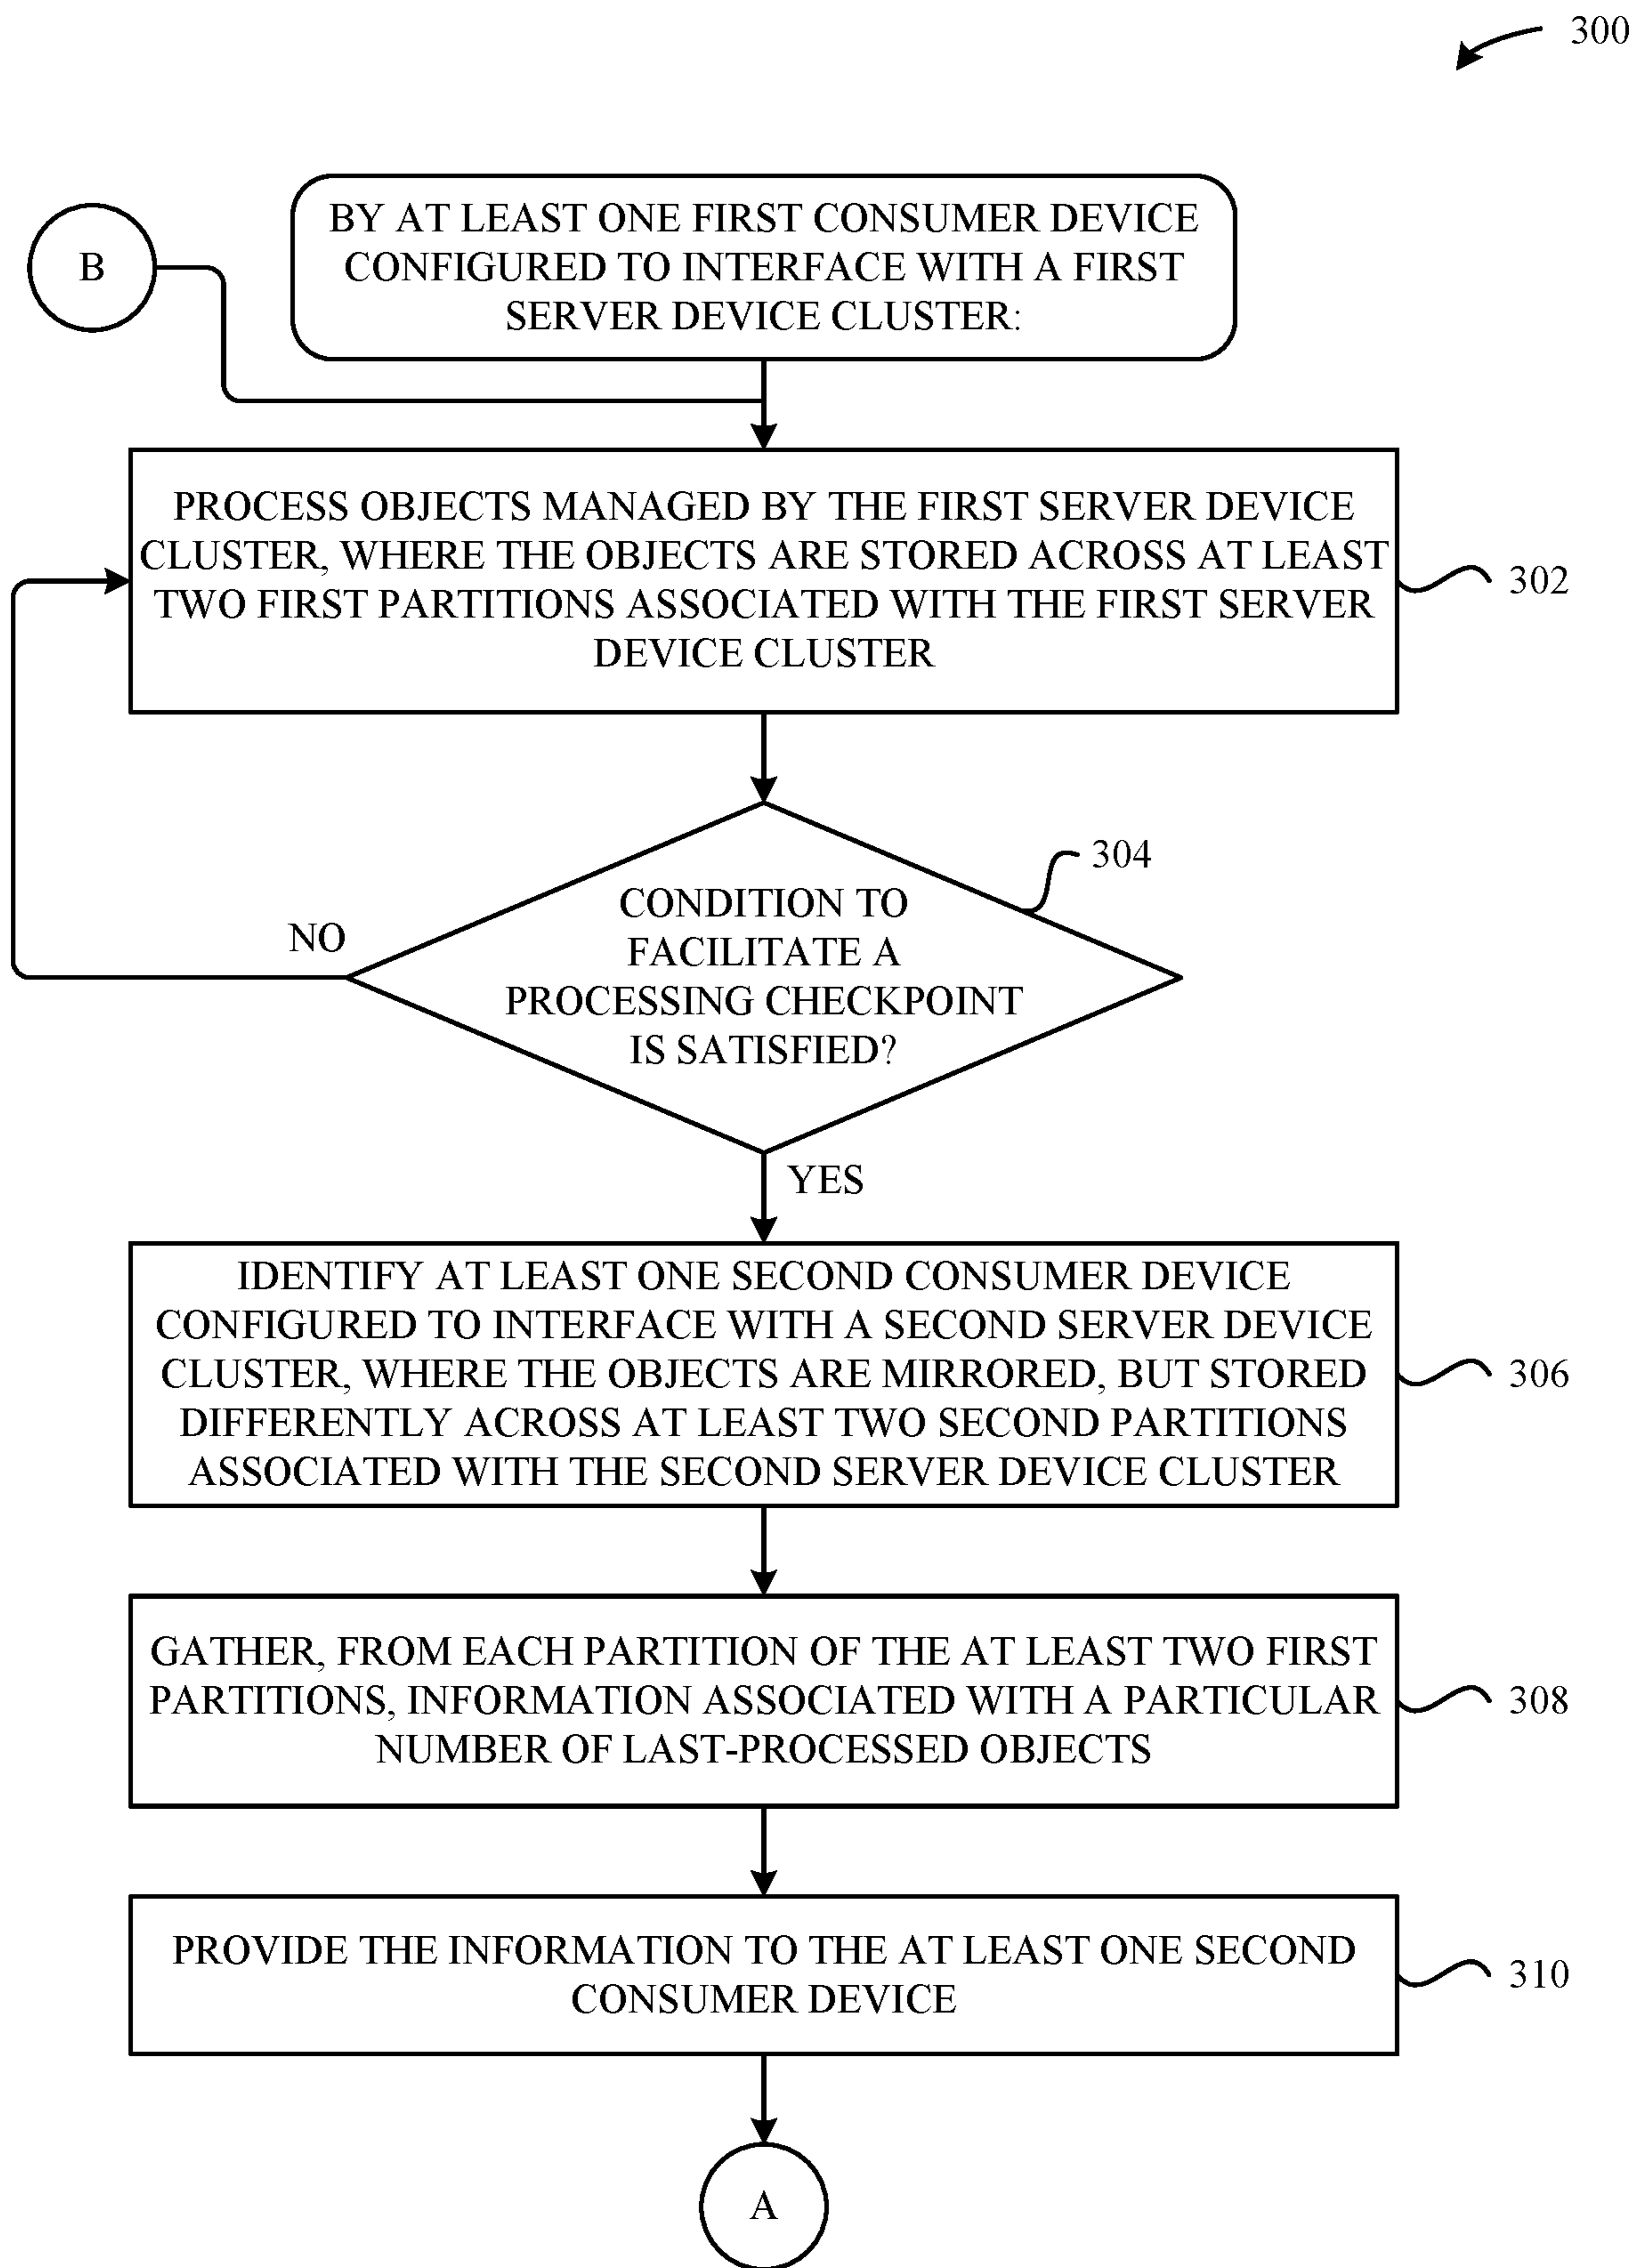 300
B
BY AT LEAST ONE FIRST CONSUMER DEVICE
CONFIGURED TO INTERFACE WITH A FIRST
SERVER DEVICE CLUSTER:
PROCESS OBJECTS MANAGED BY THE FIRST SERVER DEVICE
CLUSTER, WHERE THE OBJECTS ARE STORED ACROSS AT LEAST
TWO FIRST PARTITIONS ASSOCIATED WITH THE FIRST SERVER
DEVICE CLUSTER
302
304
CONDITION TO
FACILITATE A
PROCESSING CHECKPOINT
IS SATISFIED?
NO
YES
IDENTIFY AT LEAST ONE SECOND CONSUMER DEVICE
CONFIGURED TO INTERFACE WITH A SECOND SERVER DEVICE
CLUSTER, WHERE THE OBJECTS ARE MIRRORED, BUT STORED
DIFFERENTLY ACROSS AT LEAST TWO SECOND PARTITIONS
ASSOCIATED WITH THE SECOND SERVER DEVICE CLUSTER
306
GATHER, FROM EACH PARTITION OF THE AT LEAST TWO FIRST
PARTITIONS, INFORMATION ASSOCIATED WITH A PARTICULAR
NUMBER OF LAST-PROCESSED OBJECTS
308
PROVIDE THE INFORMATION TO THE AT LEAST ONE SECOND
CONSUMER DEVICE
310
A